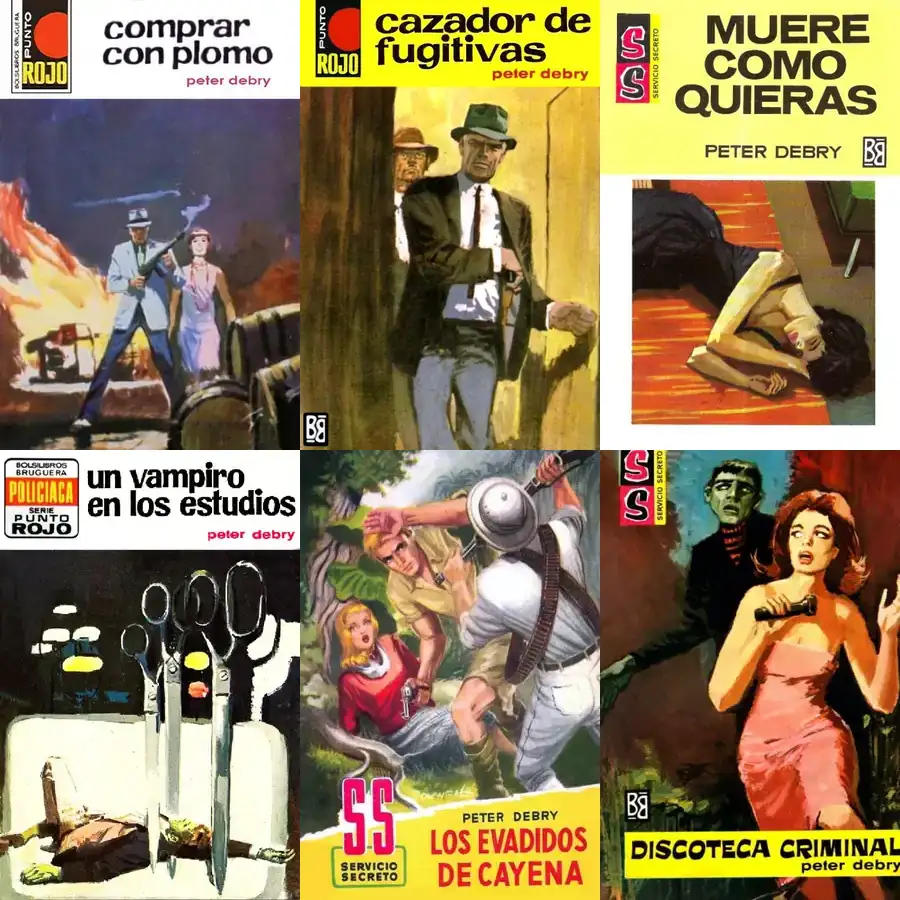 BOLSILIBROS BRUGUERA
PUNTO
ROJO
comprar
con plomo
peter debry
PUNTO
ROJO
cazador de
fugitivas
peter debry
BB
SS
SERVICIO SECRETO
MUERE
COMO
QUIERAS
PETER DEBRY
BB
BOLSILIBROS
BRUGUERA
POLICIACA
SERIE
PUNTO
ROJO
un vampiro
en los estudios
peter debry
SS
SERVICIO
SECRETO
PETER DEBRY
LOS EVADIDOS
DE CAYENA
SS
SERVICIO SECRETO
BB
DISCOTECA CRIMINAL
peter debry